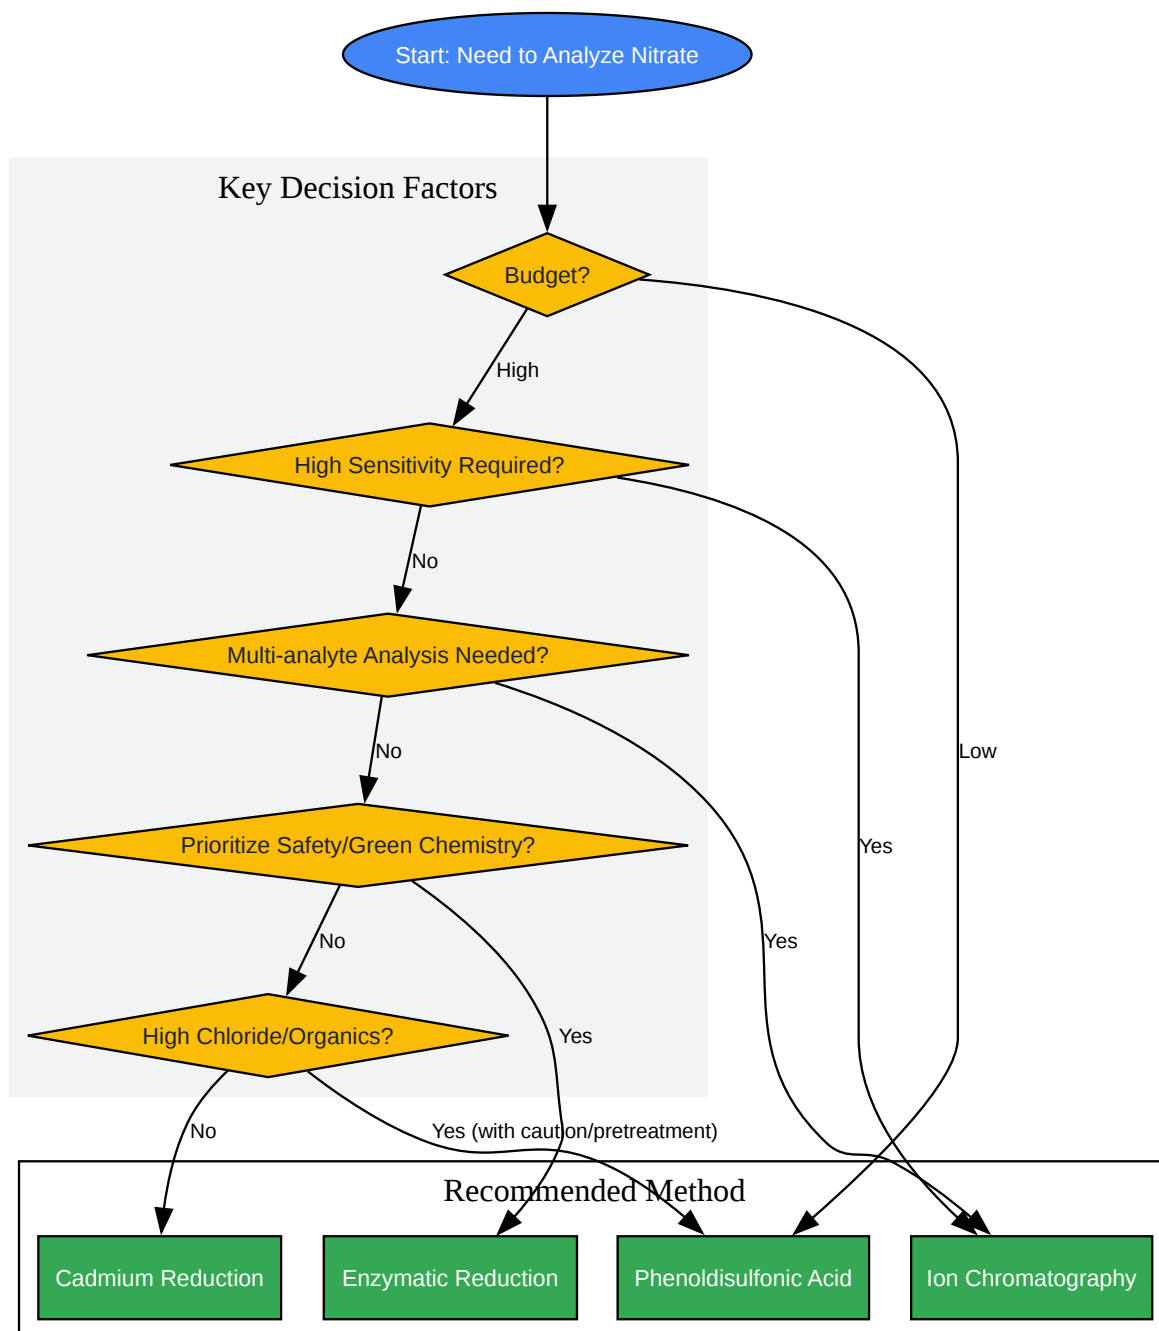 Start: Need to Analyze Nitrate
Key Decision Factors
Budget?
High
High Sensitivity Required?
No
Multi-analyte Analysis Needed?
No
Low
Prioritize Safety/Green Chemistry?
Yes
No
Yes
High Chloride/Organics?
Yes
No
Yes (with caution/pretreatment)
Recommended Method
Cadmium Reduction
Enzymatic Reduction
Phenoldisulfonic Acid
Ion Chromatography